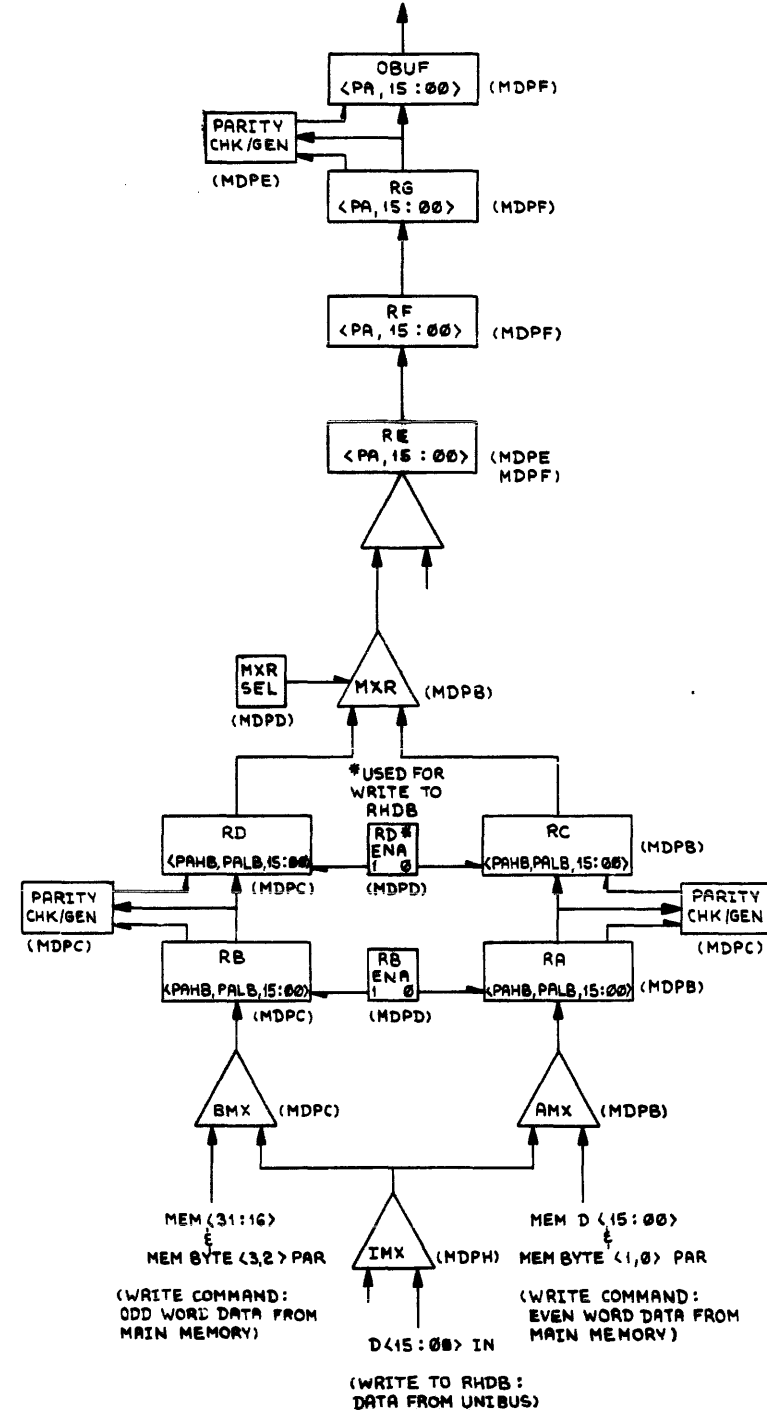 OBUF
<PA, 15:00>
(MDPF)
PARITY
CHK/GEN
(MDPE)
RG
<PA, 15:00>
(MDPF)
RF
<PA, 15:00>
(MDPF)
RE
<PA, 15:00>
(MDPE
MDPF)
MXR
SEL
(MDPD)
MXR
(MDPB)
*USED FOR
WRITE TO
RHDB
RD
<PAHB, PALB, 15:00>
(MDPC)
RD*
ENA
1 0
(MDPD)
RC
<PAHB, PALB, 15:00>
(MDPB)
PARITY
CHK/GEN
(MDPC)
PARITY
CHK/GEN
(MDPC)
RB
<PAHB, PALB, 15:00>
(MDPC)
RB
ENA
1 0
(MDPD)
RA
<PAHB, PALB, 15:00>
(MDPB)
BMX
(MDPC)
AMX
(MDPB)
MEM <31:16>
&
MEM BYTE <3,2> PAR
(WRITE COMMAND:
ODD WORD DATA FROM
MAIN MEMORY)
IMX
(MDPH)
MEM D <15:00>
&
MEM BYTE <1,0> PAR
(WRITE COMMAND:
EVEN WORD DATA FROM
MAIN MEMORY)
D<15:00> IN
(WRITE TO RHDB:
DATA FROM UNIBUS)